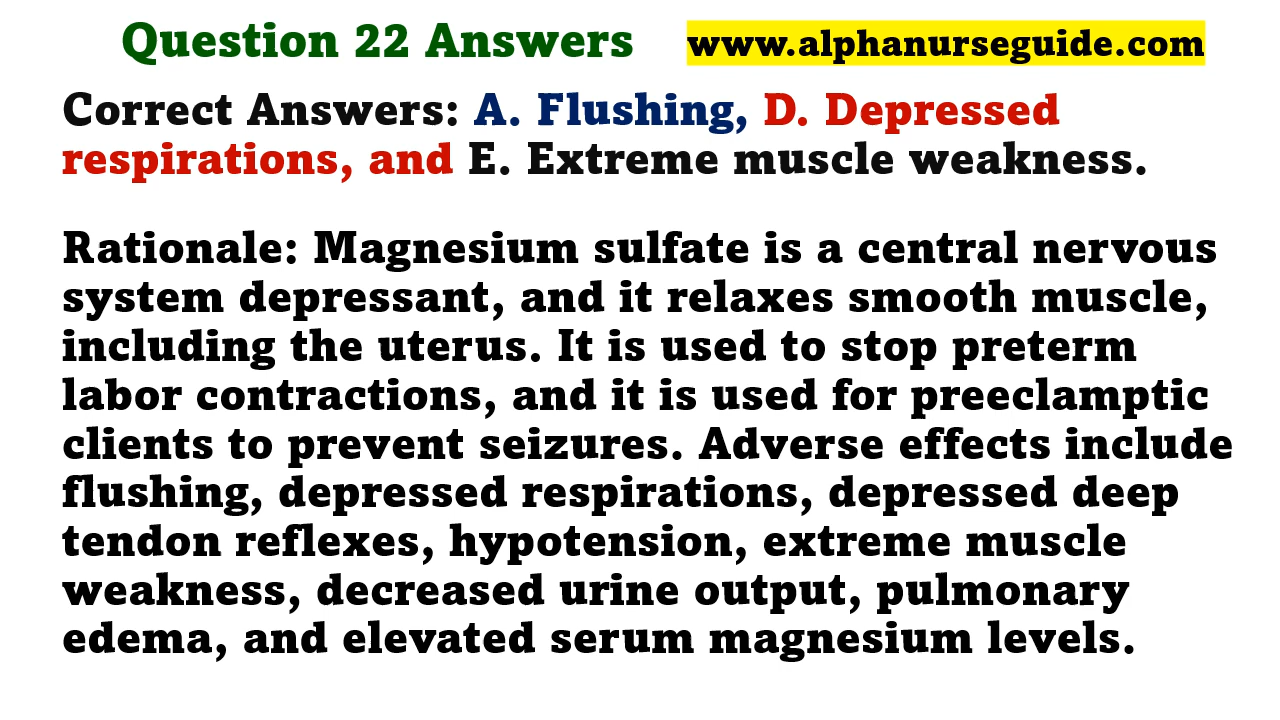 Question 22 Answers www.alphanurseguide.com
Correct Answers: A. Flushing, D. Depressed
respirations, and E. Extreme muscle weakness.
Rationale: Magnesium sulfate is a central nervous
system depressant, and it relaxes smooth muscle,
including the uterus. It is used to stop preterm
labor contractions, and it is used for preeclamptic
clients to prevent seizures. Adverse effects include
flushing, depressed respirations, depressed deep
tendon reflexes, hypotension, extreme muscle
weakness, decreased urine output, pulmonary
edema, and elevated serum magnesium levels.